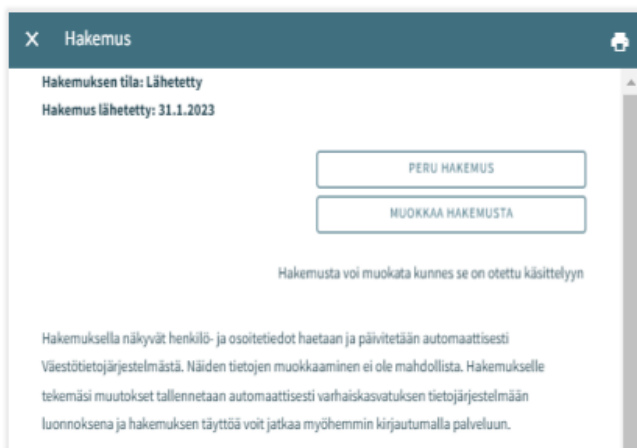 X Hakemus
Hakemuksen tila: Lähetetty
Hakemus lähetetty: 31.1.2023
PERU HAKEMUS
MUOKKAA HAKEMUSTA
Hakemusta voi muokata kunnes se on otettu käsittelyyn
Hakemuksella näkyvät henkilö- ja osoitetiedot haetaan ja päivitetään automaattisesti
Väestötietojärjestelmästä. Näiden tietojen muokkaaminen ei ole mahdollista. Hakemukselle
tekemäsi muutokset tallennetaan automaattisesti varhaiskasvatuksen tietojärjestelmään
luonnoksena ja hakemuksen täyttöä voit jatkaa myöhemmin kirjautumalla palveluun.